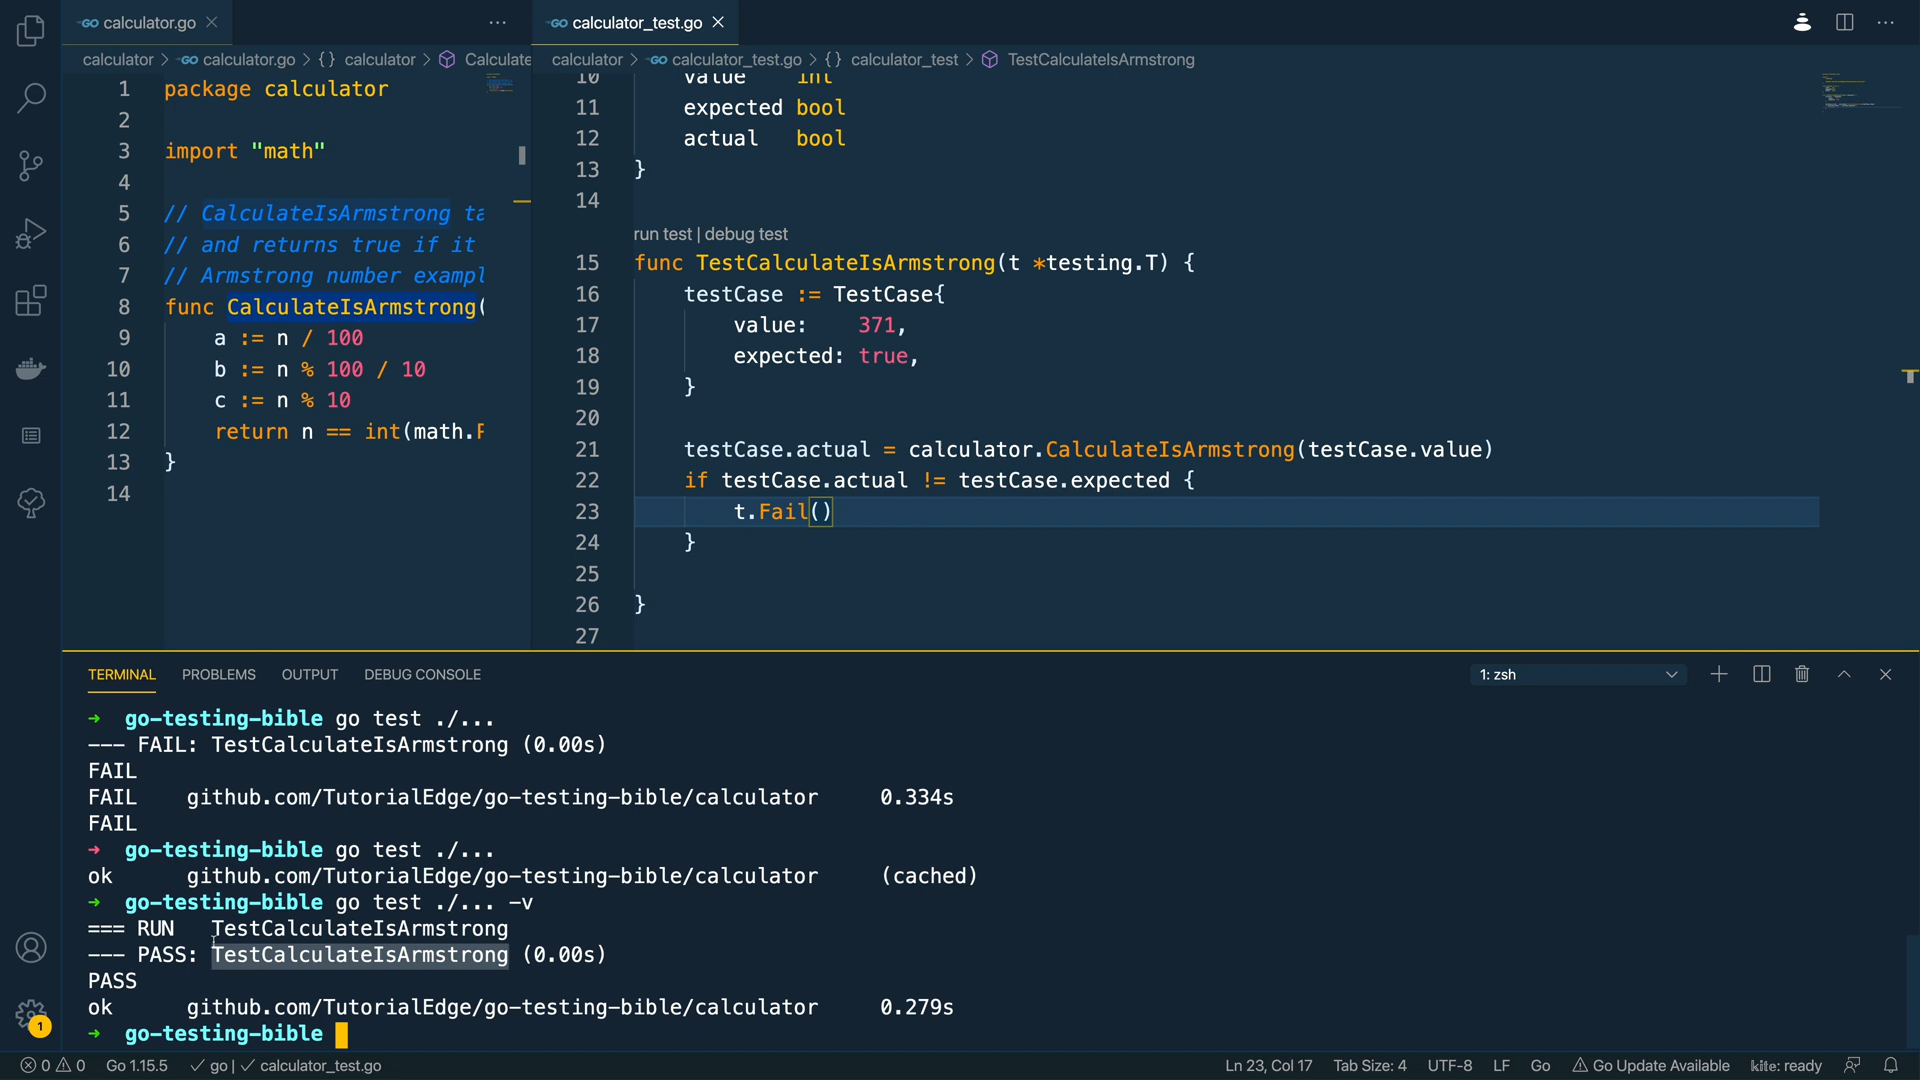 GO calculator.go
GO calculator_test.go
calculator > GO calculator.go > {} calculator > Calculate
calculator > GO calculator_test.go > {} calculator_test > TestCalculateIsArmstrong
1 package calculator
2
3 import "math"
4
5 // CalculateIsArmstrong ta
6 // and returns true if it
7 // Armstrong number exampl
8 func CalculateIsArmstrong(
9 a := n / 100
10 b := n % 100 / 10
11 c := n % 10
12 return n == int(math.P
13 }
14
10 value int
11 expected bool
12 actual bool
13 }
14
run test | debug test
15 func TestCalculateIsArmstrong(t *testing.T) {
16 testCase := TestCase{
17 value: 371,
18 expected: true,
19 }
20
21 testCase.actual = calculator.CalculateIsArmstrong(testCase.value)
22 if testCase.actual != testCase.expected {
23 t.Fail()
24 }
25
26 }
27
TERMINAL PROBLEMS OUTPUT DEBUG CONSOLE
1: zsh
➜ go-testing-bible go test ./...
--- FAIL: TestCalculateIsArmstrong (0.00s)
FAIL
FAIL github.com/TutorialEdge/go-testing-bible/calculator 0.334s
FAIL
➜ go-testing-bible go test ./...
ok github.com/TutorialEdge/go-testing-bible/calculator (cached)
➜ go-testing-bible go test ./... -v
=== RUN TestCalculateIsArmstrong
--- PASS: TestCalculateIsArmstrong (0.00s)
PASS
ok github.com/TutorialEdge/go-testing-bible/calculator 0.279s
➜ go-testing-bible
1
0 0 Go 1.15.5 ✓ go | ✓ calculator_test.go
Ln 23, Col 17 Tab Size: 4 UTF-8 LF Go Go Update Available kite: ready